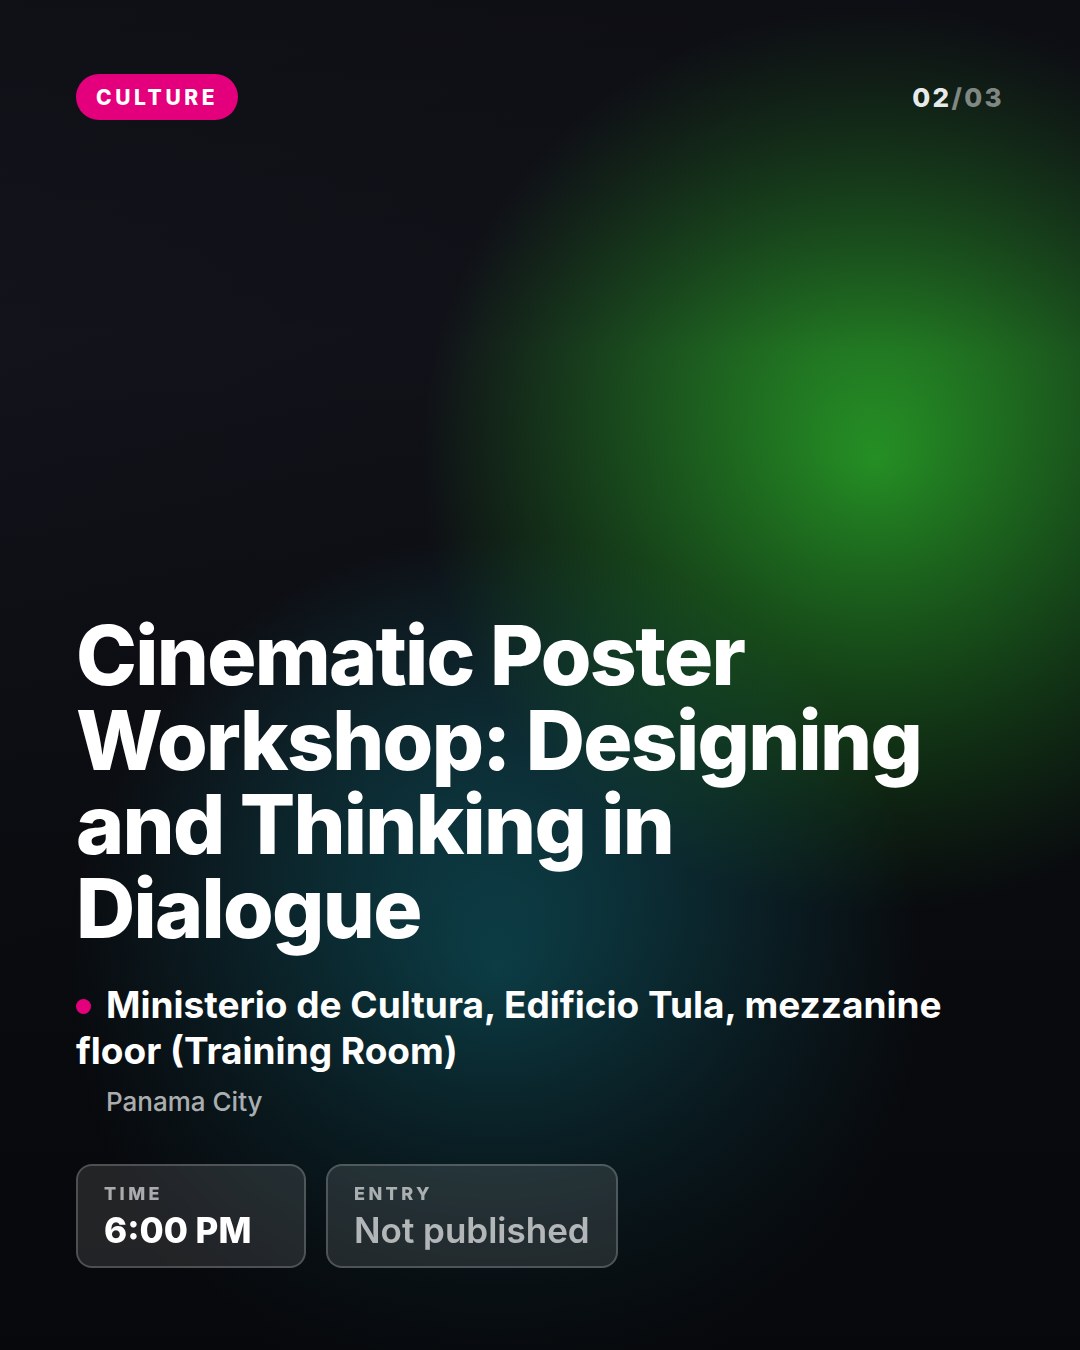 CULTURE
02/03
Cinematic Poster
Workshop: Designing
and Thinking in
Dialogue
Ministerio de Cultura, Edificio Tula, mezzanine
floor (Training Room)
Panama City
TIME
6:00 PM
ENTRY
Not published